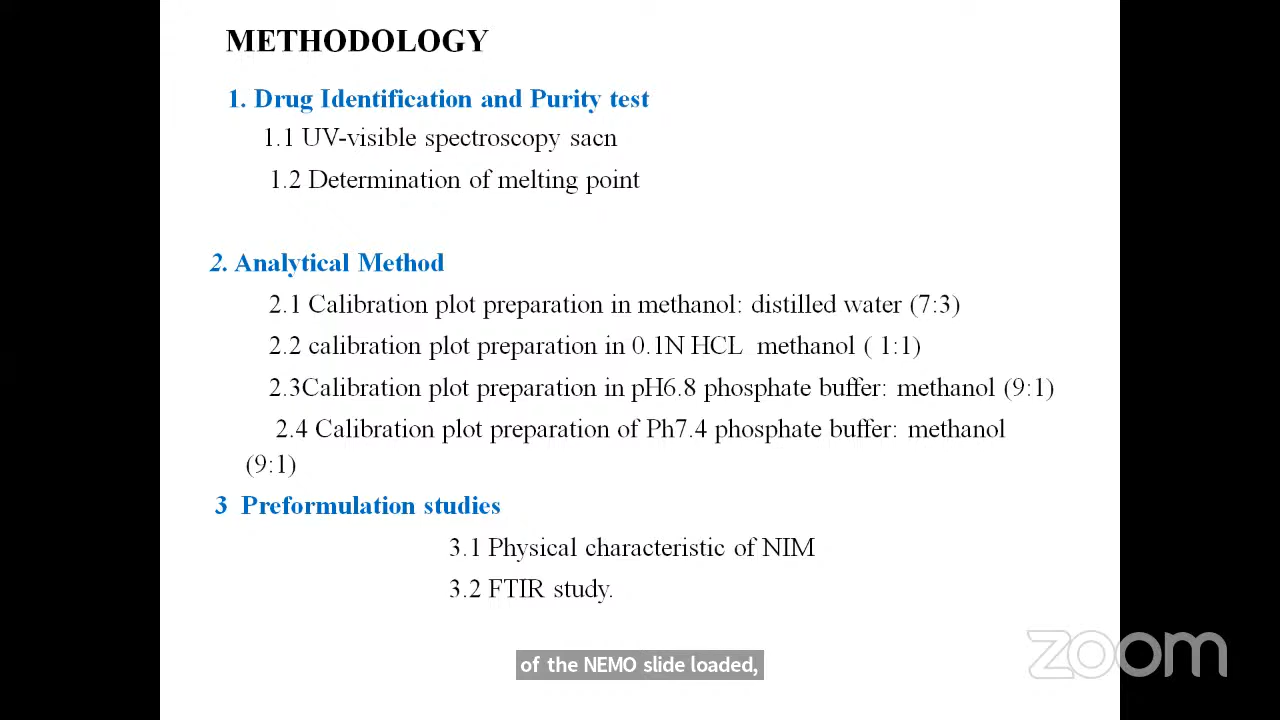 METHODOLOGY
1. Drug Identification and Purity test
1.1 UV-visible spectroscopy sacn
1.2 Determination of melting point
2. Analytical Method
2.1 Calibration plot preparation in methanol: distilled water (7:3)
2.2 calibration plot preparation in 0.1N HCL methanol ( 1:1)
2.3Calibration plot preparation in pH6.8 phosphate buffer: methanol (9:1)
2.4 Calibration plot preparation of Ph7.4 phosphate buffer: methanol
(9:1)
3 Preformulation studies
3.1 Physical characteristic of NIM
3.2 FTIR study.
zoom
of the NEMO slide loaded,